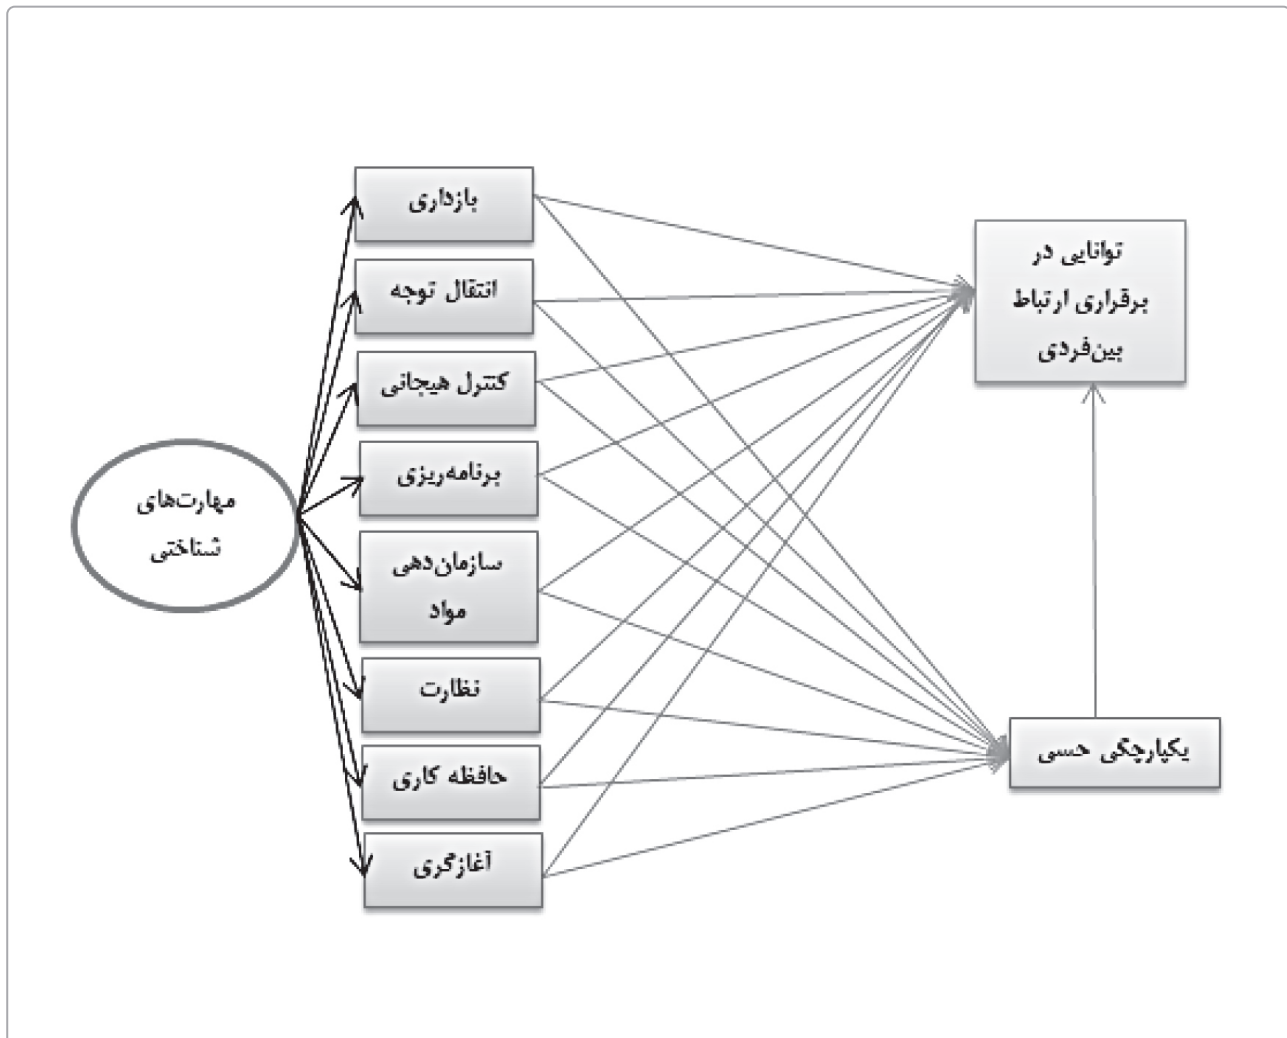 مهارت‌های
شناختی
بازداری
انتقال توجه
کنترل هیجانی
برنامه‌ریزی
سازمان‌دهی
مواد
نظارت
حافظه کاری
آغازگری
توانایی در
برقراری ارتباط
بین‌فردی
یکپارچگی حسی